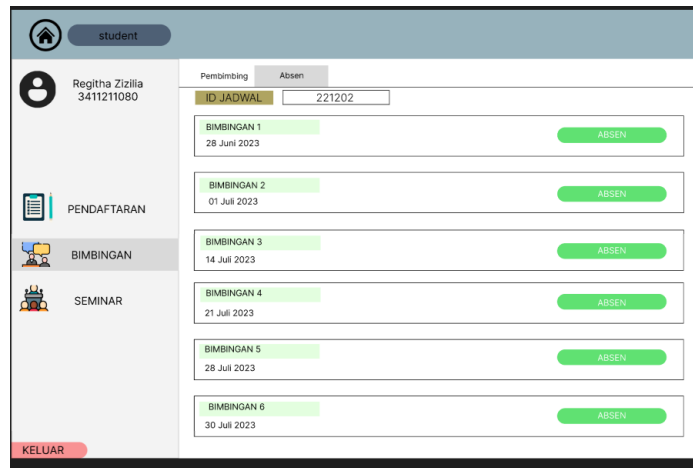 student
Regitha Zizilia
3411211080
PENDAFTARAN
BIMBINGAN
SEMINAR
KELUAR
Pembimbing Absen
ID JADWAL 221202
BIMBINGAN 1
28 Juni 2023
ABSEN
BIMBINGAN 2
01 Juli 2023
ABSEN
BIMBINGAN 3
14 Juli 2023
ABSEN
BIMBINGAN 4
21 Juli 2023
ABSEN
BIMBINGAN 5
28 Juli 2023
ABSEN
BIMBINGAN 6
30 Juli 2023
ABSEN